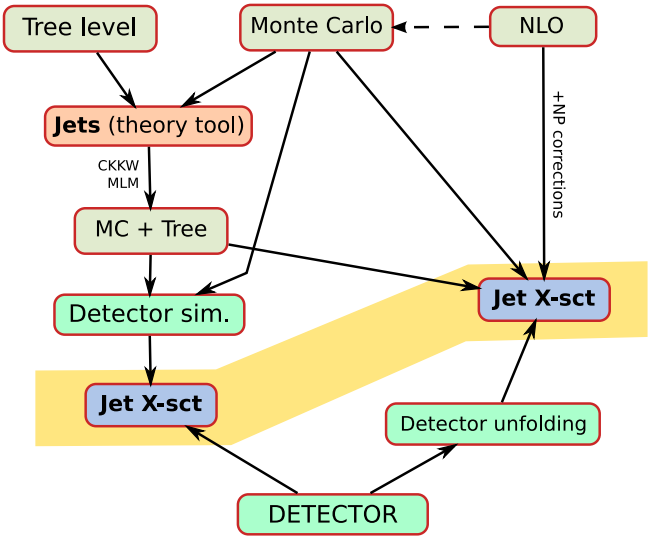 Tree level
Monte Carlo
NLO
Jets (theory tool)
+NP corrections
CKKW
MLM
MC + Tree
Jet X-sct
Detector sim.
Jet X-sct
Detector unfolding
DETECTOR